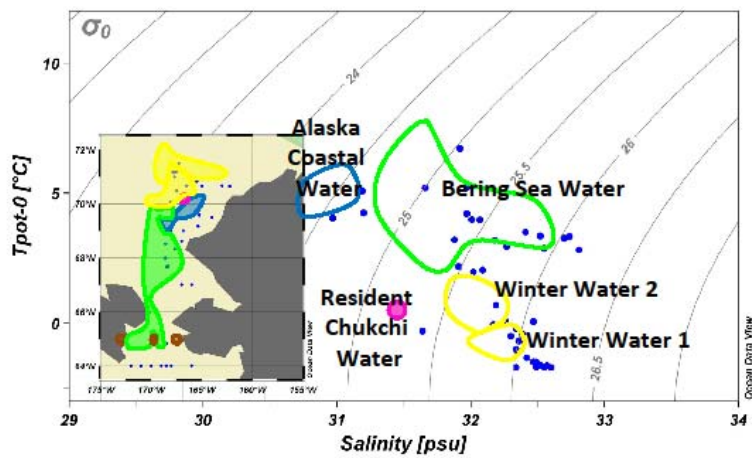 σ₀
10
5
0
Tpot-0 [°C]
24
25
25.5
26
26.5
Alaska
Coastal
Water
Bering Sea Water
Resident
Chukchi
Water
Winter Water 2
Winter Water 1
72°N
70°N
68°N
66°N
64°N
175°W 170°W 165°W 160°W 155°W
Ocean Data View
Ocean Data View
29 30 31 32 33 34
Salinity [psu]